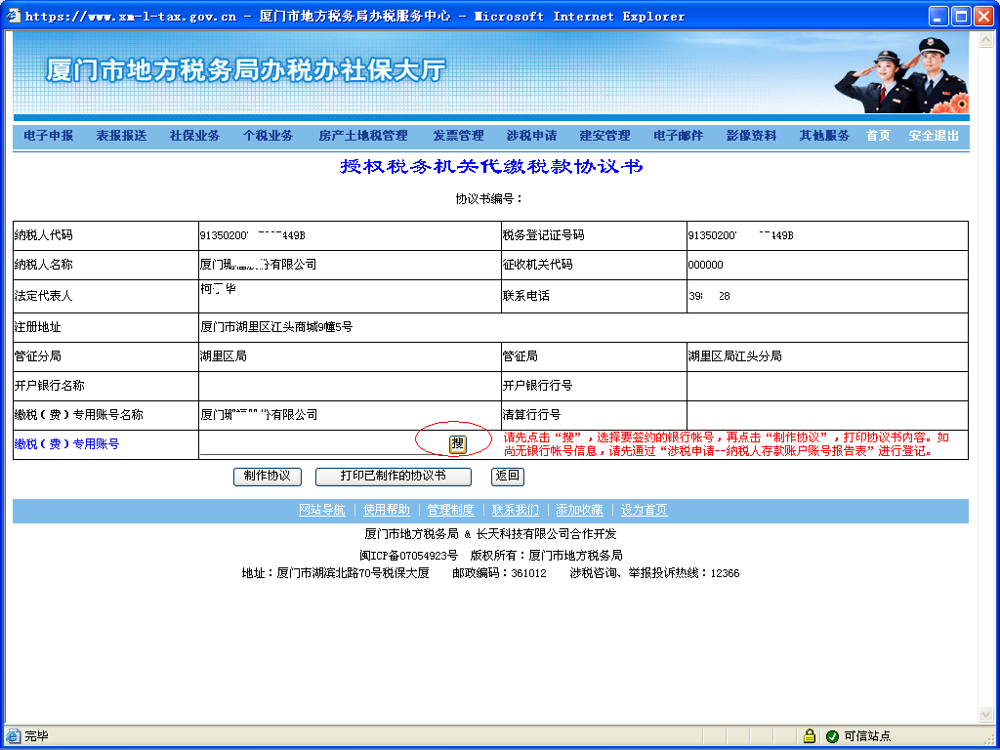 https://www.xm-l-tax.gov.cn - 厦门市地方税务局办税服务中心 - Microsoft Internet Explorer
厦门市地方税务局办税办社保大厅
电子申报 表报报送 社保业务 个税业务 房产土地税管理 发票管理 涉税申请 建安管理 电子邮件 影像资料 其他服务 首页 安全退出
授权税务机关代缴税款协议书
协议书编号：
纳税人代码 91350200 449B 税务登记证号码 91350200 449B
纳税人名称 厦门 有限公司 征收机关代码 000000
法定代表人 柯 华 联系电话 39 28
注册地址 厦门市湖里区江头商城9幢5号
管征分局 湖里区局 管征局 湖里区局江头分局
开户银行名称 开户银行行号
缴税（费）专用账号名称 厦门 有限公司 清算行行号
缴税（费）专用账号 搜 请先点击“搜”，选择要签约的银行帐号，再点击“制作协议”，打印协议书内容。如
尚无银行帐号信息，请先通过“涉税申请--纳税人存款账户账号报告表”进行登记。
制作协议 打印已制作的协议书 返回
网站导航 | 使用帮助 | 管理制度 | 联系我们 | 添加收藏 | 设为首页
厦门市地方税务局 & 长天科技有限公司合作开发
闽ICP备07054923号 版权所有：厦门市地方税务局
地址：厦门市湖滨北路70号税保大厦 邮政编码：361012 涉税咨询、举报投诉热线：12366
完毕 可信站点